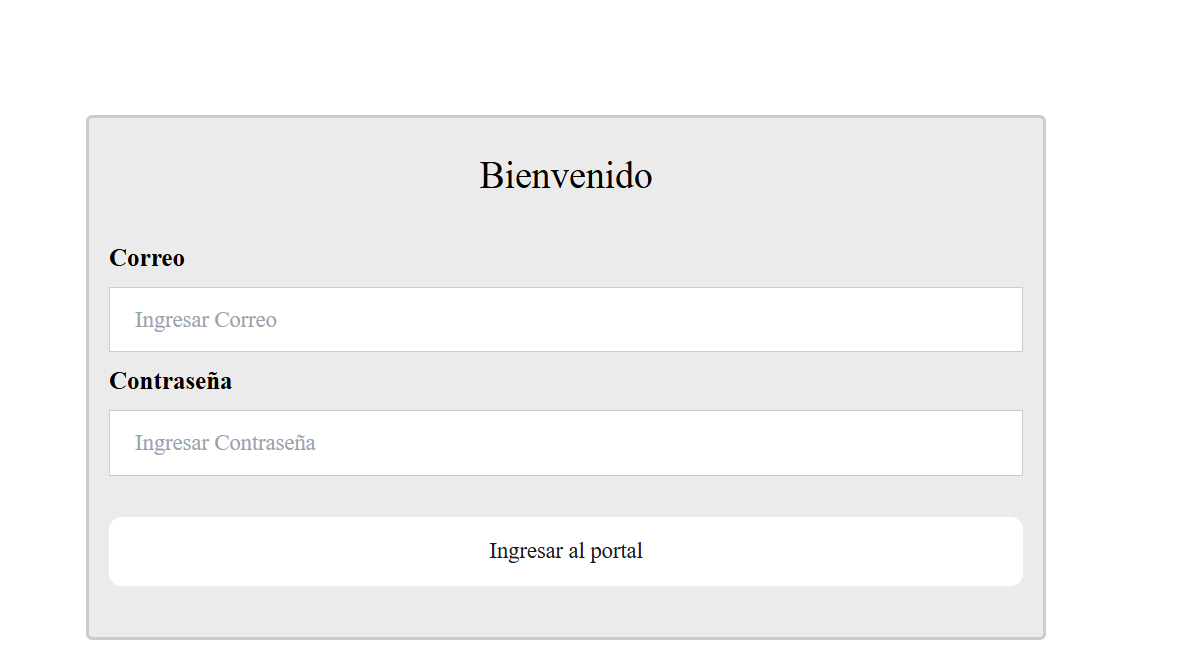 Bienvenido
Correo
Ingresar Correo
Contraseña
Ingresar Contraseña
Ingresar al portal